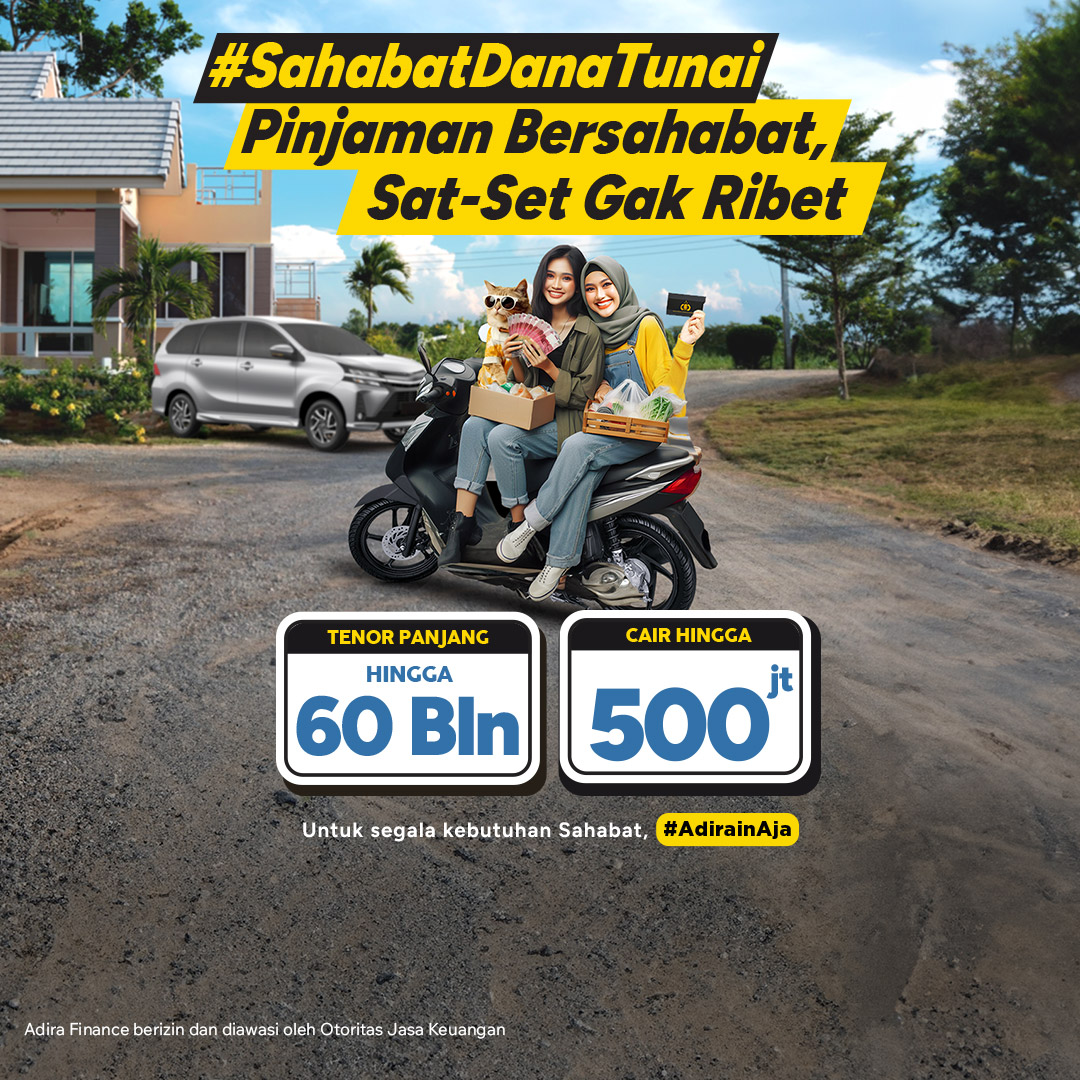 #SahabatDanaTunai
Pinjaman Bersahabat,
Sat-Set Gak Ribet
TENOR PANJANG
HINGGA
60 Bln
CAIR HINGGA
500 jt
Untuk segala kebutuhan Sahabat, #AdirainAja
Adira Finance berizin dan diawasi oleh Otoritas Jasa Keuangan